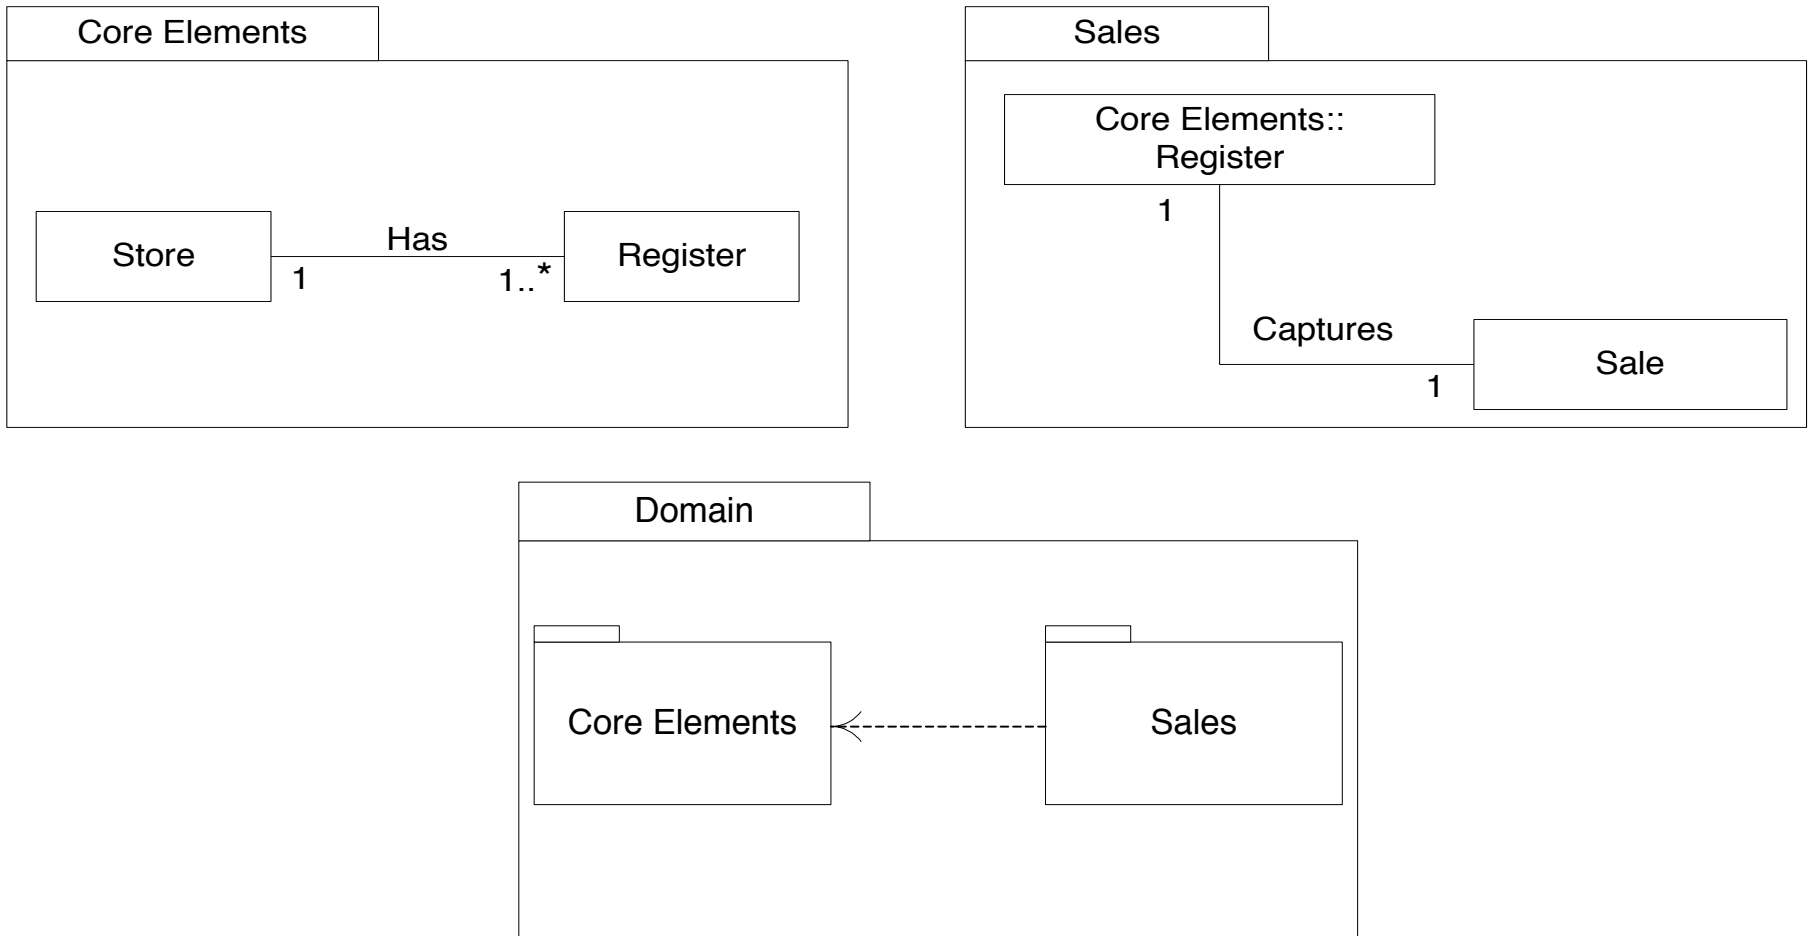 Core Elements
Store
Has
1
1..*
Register
Sales
Core Elements::
Register
1
Captures
1
Sale
Domain
Core Elements
Sales